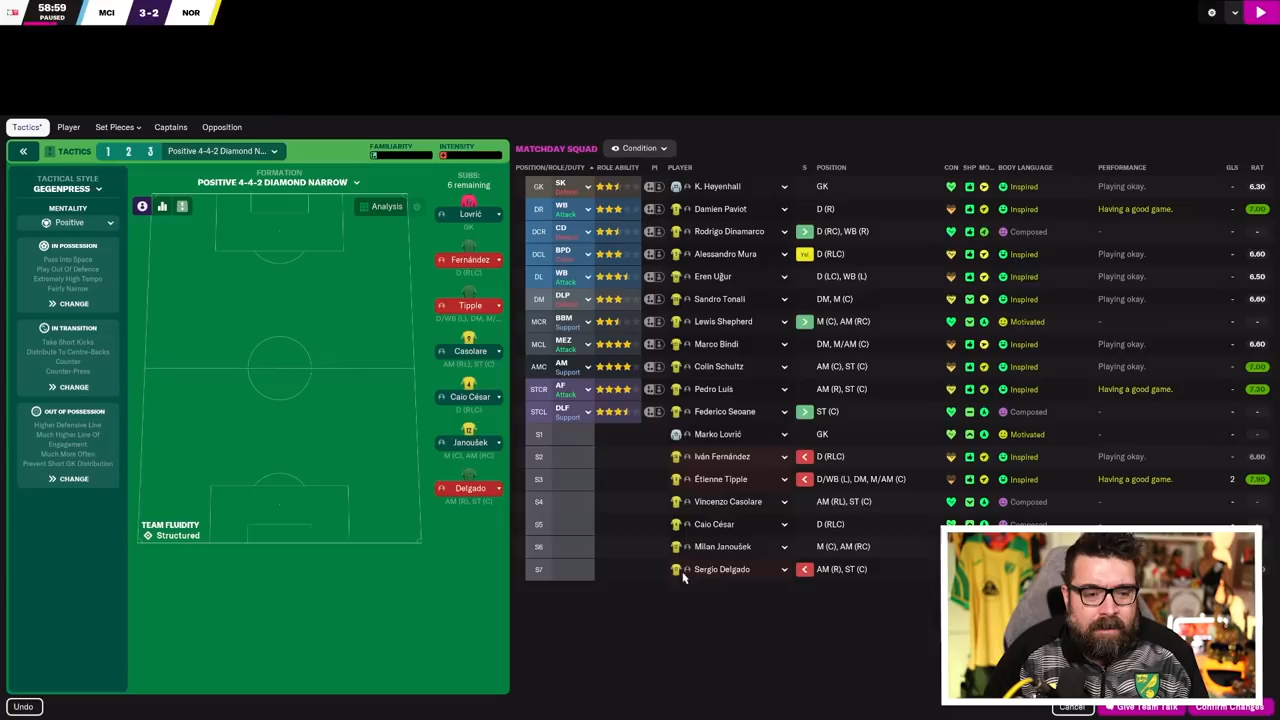 58:59
PAUSED
MCI
3 - 2
NOR
Tactics*
Player
Set Pieces
Captains
Opposition
TACTICS
1 2 3
Positive 4-4-2 Diamond N...
FAMILIARITY
INTENSITY
TACTICAL STYLE
GEGENPRESS
MENTALITY
Positive
IN POSSESSION
Pass Into Space
Play Out Of Defence
Extremely High Tempo
Fairly Narrow
CHANGE
IN TRANSITION
Take Short Kicks
Distribute To Centre-Backs
Counter
Counter-Press
CHANGE
OUT OF POSSESSION
Higher Defensive Line
Much Higher Line Of
Engagement
Much More Often
Prevent Short GK Distribution
CHANGE
FORMATION
POSITIVE 4-4-2 DIAMOND NARROW
Analysis
TEAM FLUIDITY
Structured
SUBS:
6 remaining
Lovrić
GK
Fernández
D (RLC)
Tipple
D/WB (L), DM, M/...
Casolare
AM (RL), ST (C)
Caio César
D (RLC)
Janoušek
M (C), AM (RC)
Delgado
AM (R), ST (C)
MATCHDAY SQUAD
Condition
POSITION/ROLE/DUTY ROLE ABILITY PI PLAYER S POSITION CON SHP MO... BODY LANGUAGE PERFORMANCE GLS RAT
GK SK Defend K. Høyenhall GK Inspired Playing okay. - 6.30
DR WB Attack Damien Paviot D (R) Inspired Having a good game. - 7.00
DCR CD Defend Rodrigo Dinamarco D (RC), WB (R) Composed - - -
DCL BPD Alessandro Mura Yel D (RLC) Inspired Playing okay. - 6.60
DL WB Attack Eren Uğur D (LC), WB (L) Inspired Playing okay. - 6.50
DM DLP Defend Sandro Tonali DM, M (C) Inspired Playing okay. - 6.60
MCR BBM Support Lewis Shepherd M (C), AM (RC) Motivated - - -
MCL MEZ Attack Marco Bindi DM, M/AM (C) Inspired Playing okay. - 6.60
AMC AM Support Colin Schultz AM (C), ST (C) Inspired Playing okay. - 7.00
STCR AF Attack Pedro Luís AM (R), ST (C) Inspired Having a good game. - 7.20
STCL DLF Support Federico Seoane ST (C) Composed - - -
S1 Marko Lovrić GK Motivated - - -
S2 Iván Fernández D (RLC) Inspired Playing okay. - 6.60
S3 Étienne Tipple D/WB (L), DM, M/AM (C) Inspired Having a good game. 2 7.90
S4 Vincenzo Casolare AM (RL), ST (C) Composed - - -
S5 Caio César D (RLC) Composed
S6 Milan Janoušek M (C), AM (RC)
S7 Sergio Delgado AM (R), ST (C)
Undo
Cancel
Give Team Talk
Confirm Changes